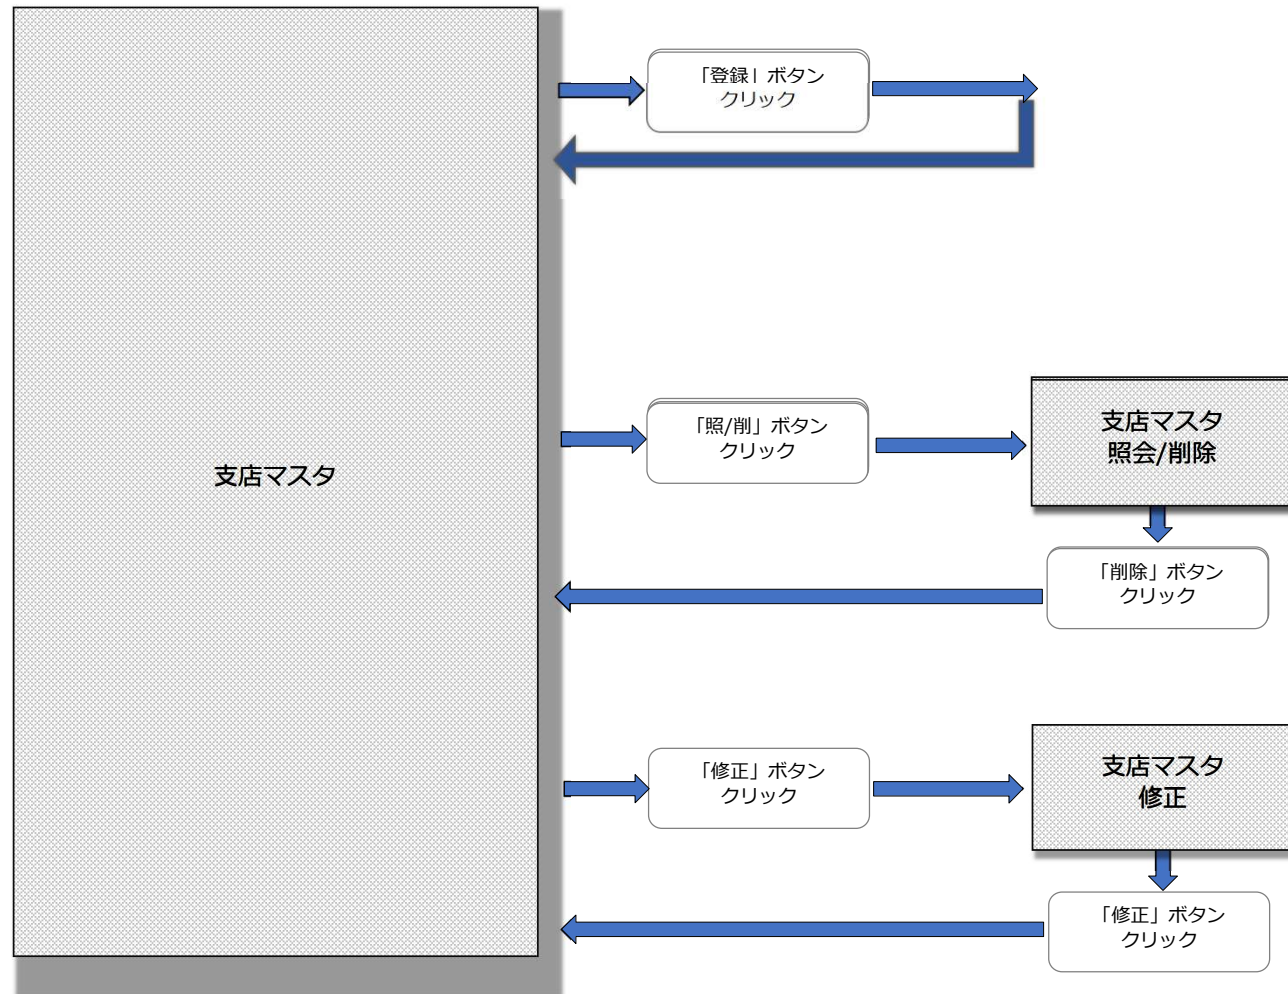 「登録」ボタン
クリック
支店マスタ
「照/削」ボタン
クリック
支店マスタ
照会/削除
「削除」ボタン
クリック
「修正」ボタン
クリック
支店マスタ
修正
「修正」ボタン
クリック